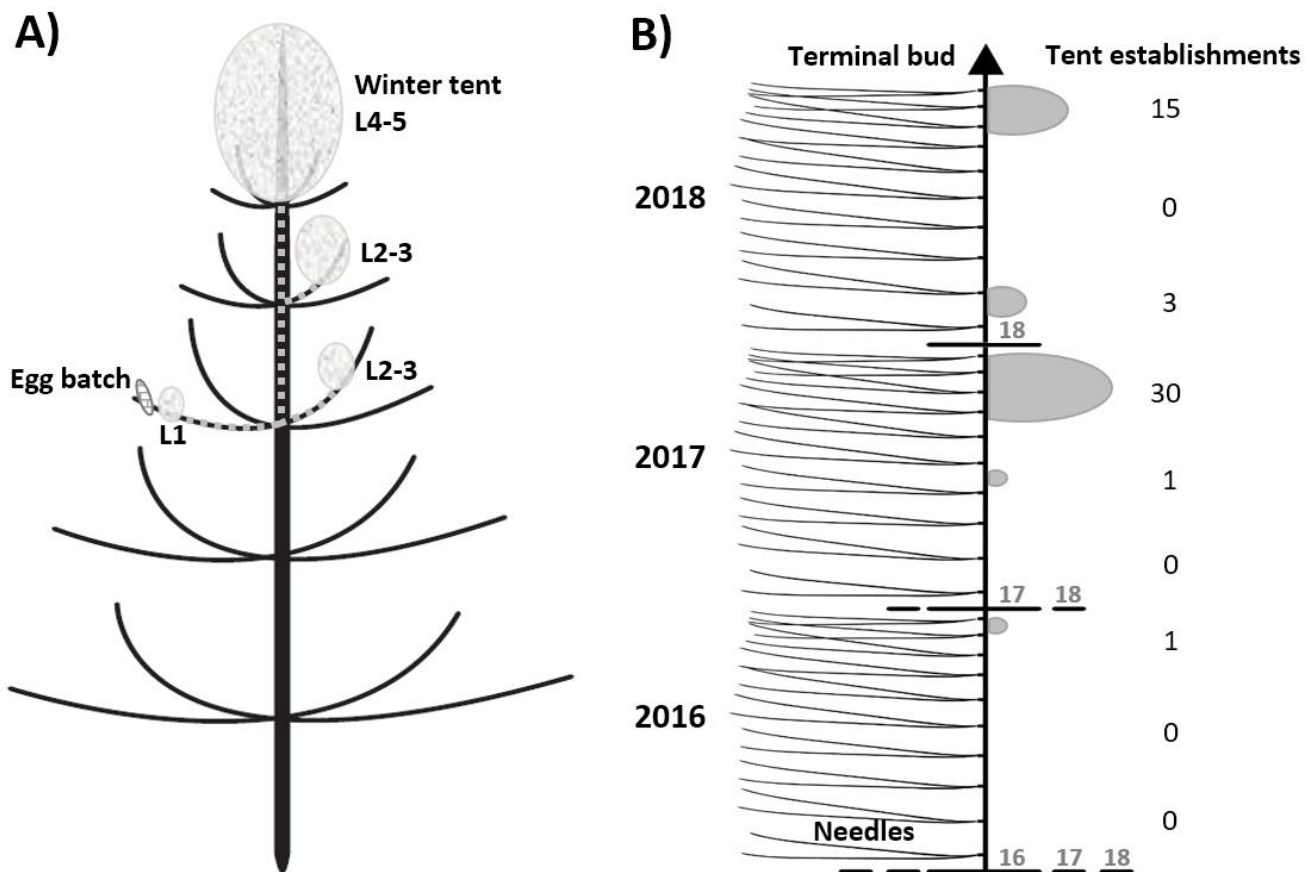 A)
Winter tent
L4-5
L2-3
L2-3
Egg batch
L1
B)
Terminal bud
Tent establishments
15
2018
0
3
18
30
2017
1
0
17 18
1
2016
0
0
Needles
16 17 18